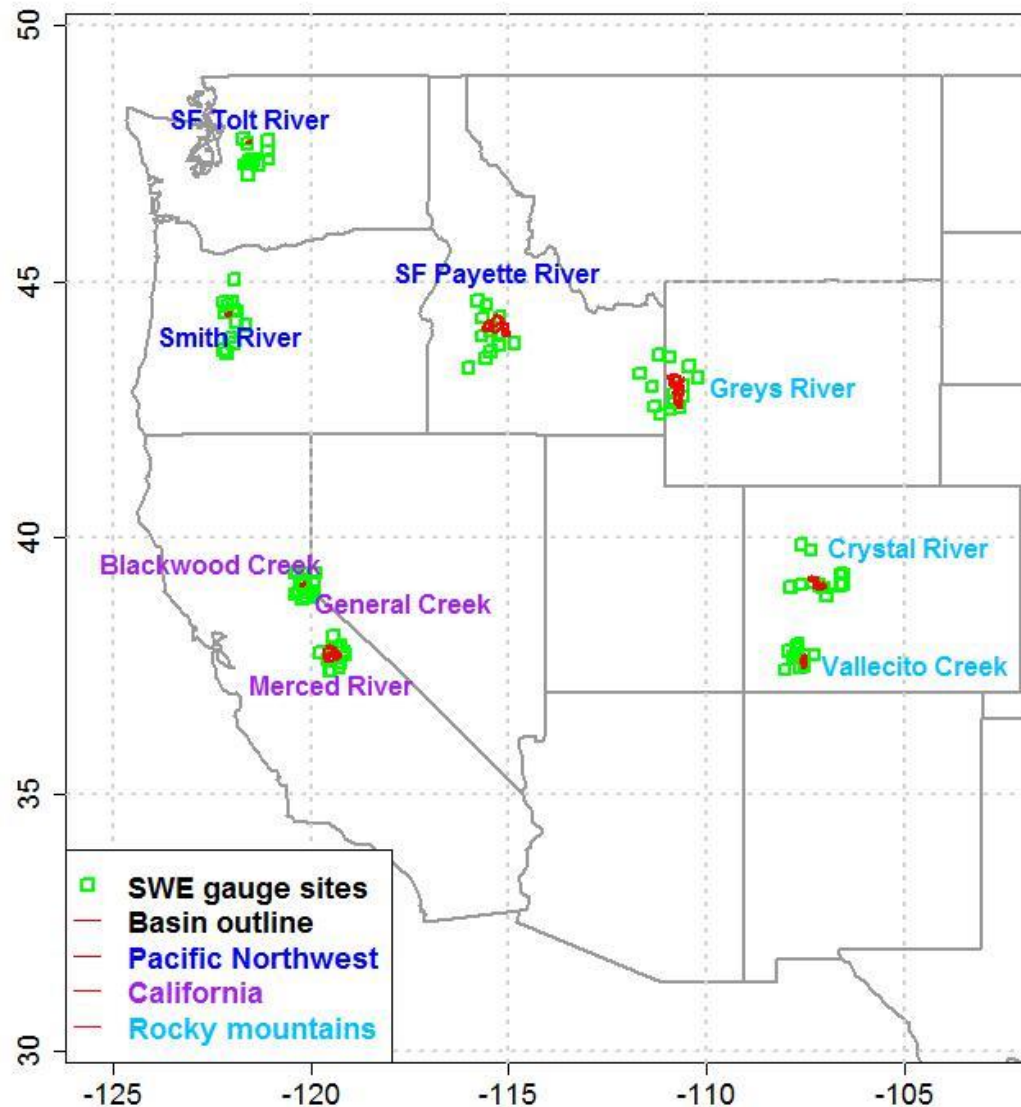 50
SF Tolt River
SF Payette River
45
Smith River
Greys River
40
Crystal River
Blackwood Creek
General Creek
Vallecito Creek
Merced River
35
SWE gauge sites
Basin outline
Pacific Northwest
California
Rocky mountains
30
-125 -120 -115 -110 -105